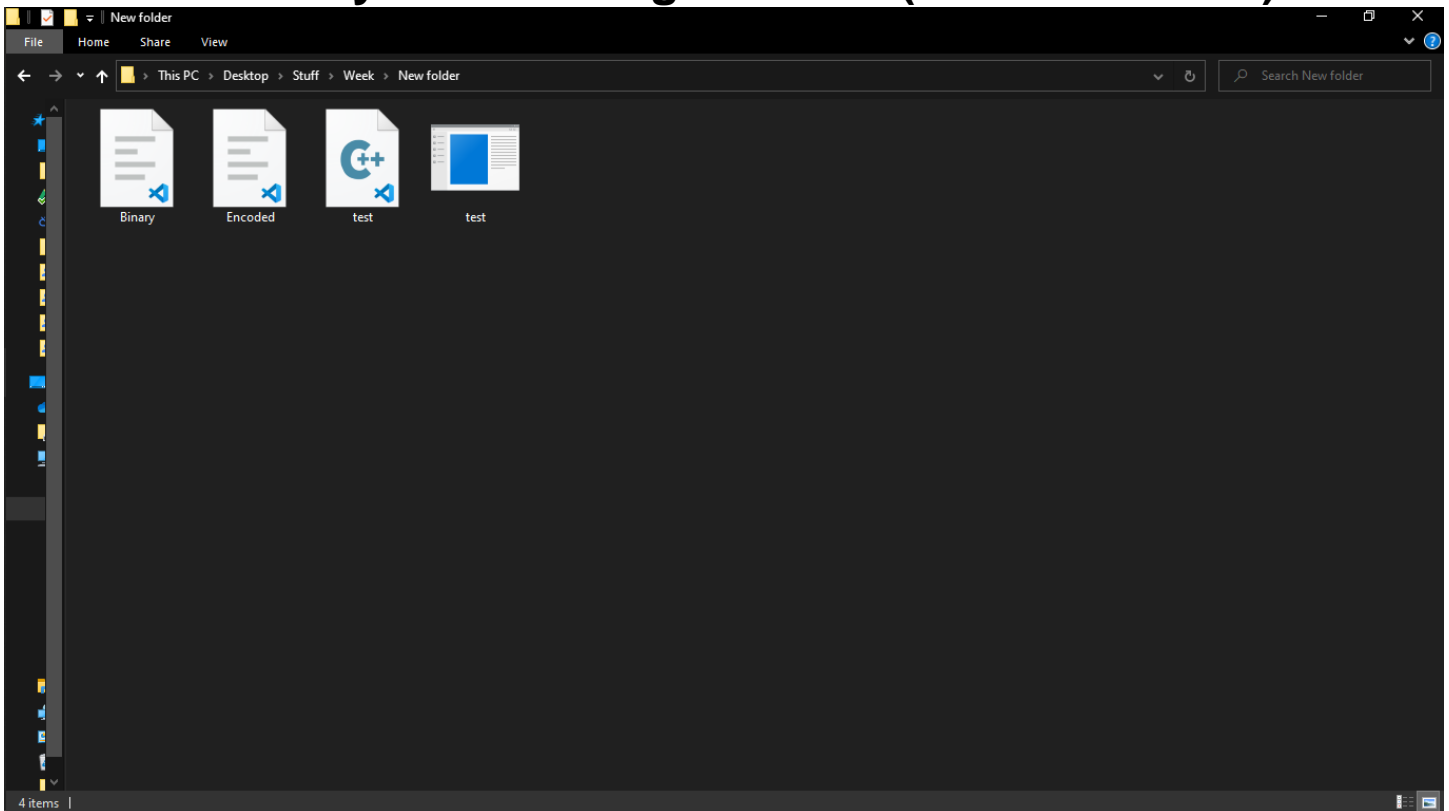 New folder
File Home Share View
This PC > Desktop > Stuff > Week > New folder
Search New folder
C++
Binary Encoded test test
4 items